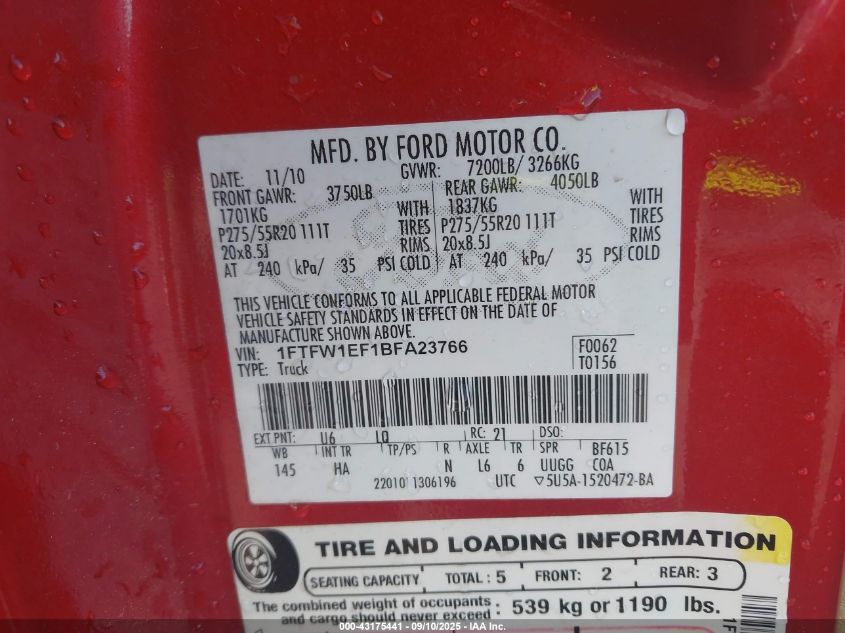 MFD. BY FORD MOTOR CO.
DATE: 11/10 GVWR: 7200LB/ 3266KG
FRONT GAWR: 3750LB REAR GAWR: 4050LB
1701KG WITH 1837KG WITH
P275/55R20 111T TIRES P275/55R20 111T TIRES
20x8.5J RIMS 20x8.5J RIMS
AT 240 kPa/ 35 PSI COLD AT 240 kPa/ 35 PSI COLD
THIS VEHICLE CONFORMS TO ALL APPLICABLE FEDERAL MOTOR
VEHICLE SAFETY STANDARDS IN EFFECT ON THE DATE OF
MANUFACTURE SHOWN ABOVE.
VIN: 1FTFW1EF1BFA23766 F0062
TYPE: Truck T0156
EXT PNT: U6 LQ RC: 21 DSO:
WB INT TR TP/PS R AXLE TR SPR BF615
145 HA N L6 6 UUGG COA
22010 1306196 UTC ▽5U5A-1520472-BA
TIRE AND LOADING INFORMATION
SEATING CAPACITY TOTAL: 5 FRONT: 2 REAR: 3
The combined weight of occupants and cargo should never exceed : 539 kg or 1190 lbs.
000-43175441 - 09/10/2025 - IAA Inc.